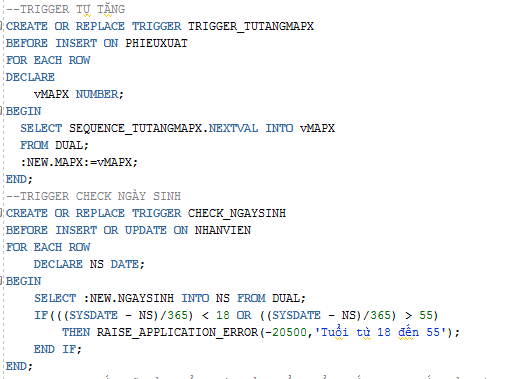 --TRIGGER TỰ TĂNG
CREATE OR REPLACE TRIGGER TRIGGER_TUTANGMAPX
BEFORE INSERT ON PHIEUXUAT
FOR EACH ROW
DECLARE
vMAPX NUMBER;
BEGIN
SELECT SEQUENCE_TUTANGMAPX.NEXTVAL INTO vMAPX
FROM DUAL;
:NEW.MAPX:=vMAPX;
END;
--TRIGGER CHECK NGÀY SINH
CREATE OR REPLACE TRIGGER CHECK_NGAYSINH
BEFORE INSERT OR UPDATE ON NHANVIEN
FOR EACH ROW
DECLARE NS DATE;
BEGIN
SELECT :NEW.NGAYSINH INTO NS FROM DUAL;
IF(((SYSDATE - NS)/365) < 18 OR ((SYSDATE - NS)/365) > 55)
THEN RAISE_APPLICATION_ERROR(-20500,'Tuổi từ 18 đến 55');
END IF;
END;